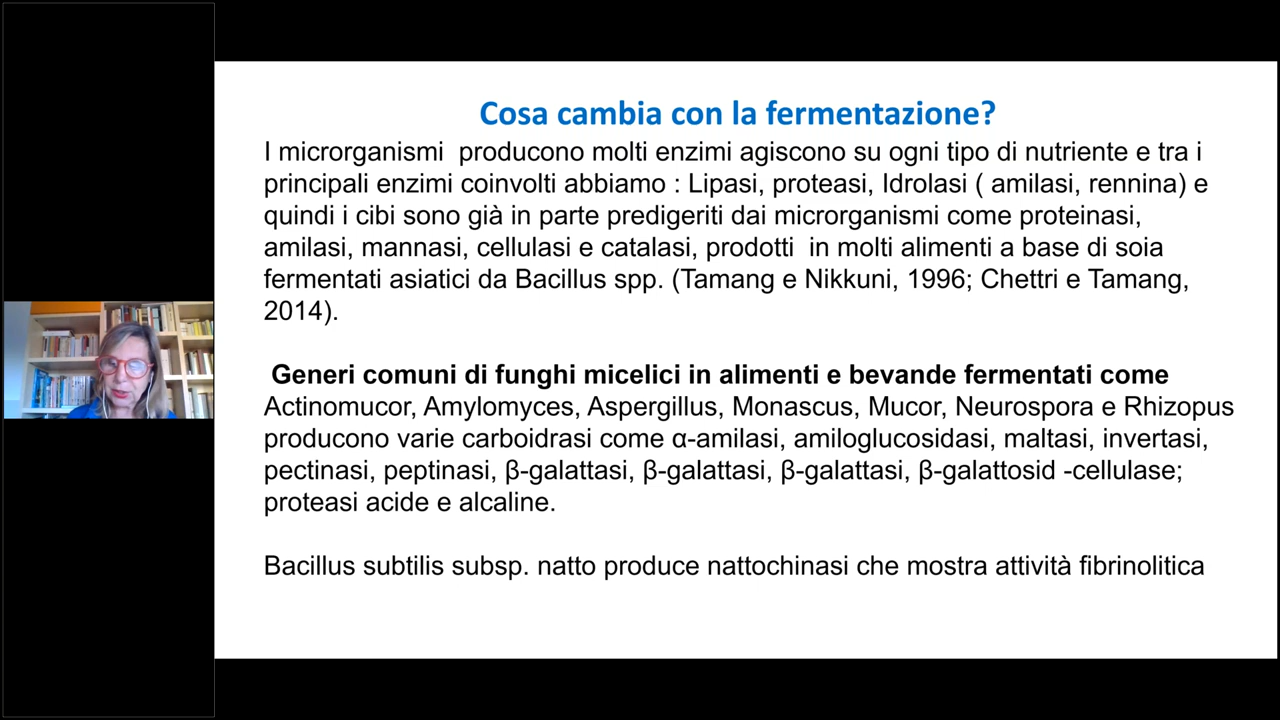 Cosa cambia con la fermentazione?
I microrganismi  producono molti enzimi agiscono su ogni tipo di nutriente e tra i
principali enzimi coinvolti abbiamo : Lipasi, proteasi, Idrolasi ( amilasi, rennina) e
quindi i cibi sono già in parte predigeriti dai microrganismi come proteinasi,
amilasi, mannasi, cellulasi e catalasi, prodotti  in molti alimenti a base di soia
fermentati asiatici da Bacillus spp. (Tamang e Nikkuni, 1996; Chettri e Tamang,
2014).
Generi comuni di funghi micelici in alimenti e bevande fermentati come
Actinomucor, Amylomyces, Aspergillus, Monascus, Mucor, Neurospora e Rhizopus
producono varie carboidrasi come α-amilasi, amiloglucosidasi, maltasi, invertasi,
pectinasi, peptinasi, β-galattasi, β-galattasi, β-galattasi, β-galattosid -cellulase;
proteasi acide e alcaline.
Bacillus subtilis subsp. natto produce nattochinasi che mostra attività fibrinolitica